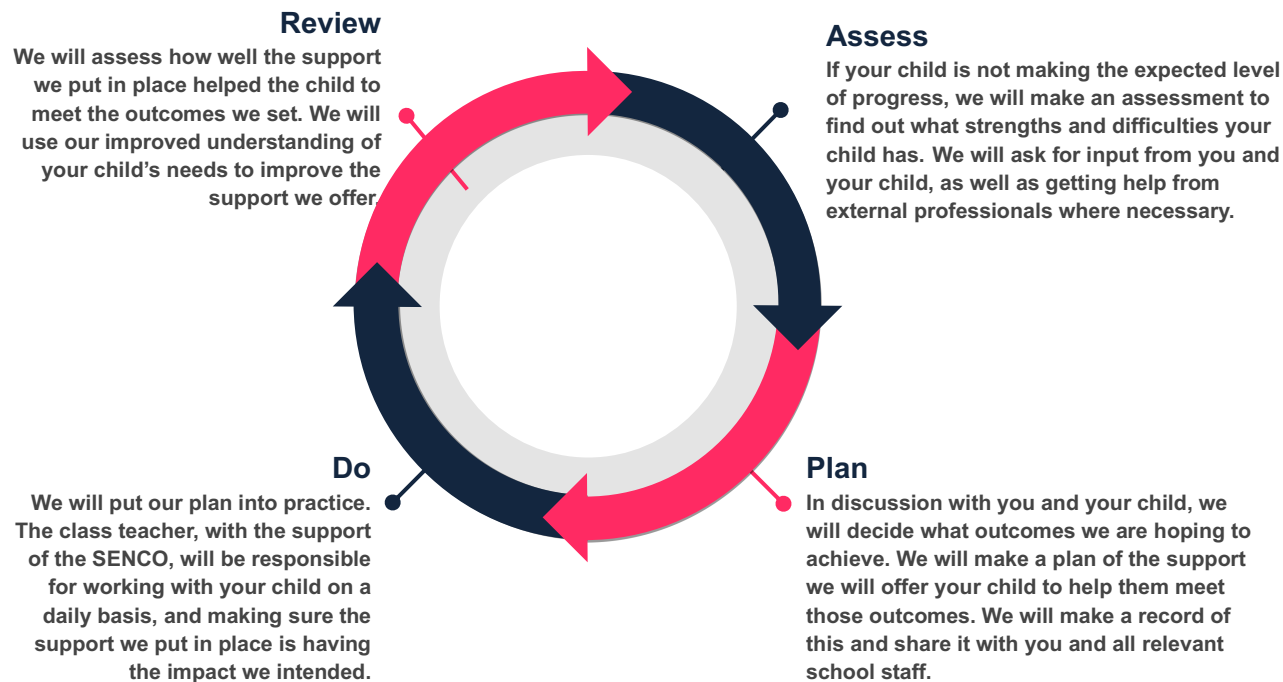 Review
We will assess how well the support
we put in place helped the child to
meet the outcomes we set. We will
use our improved understanding of
your child’s needs to improve the
support we offer.
Assess
If your child is not making the expected level
of progress, we will make an assessment to
find out what strengths and difficulties your
child has. We will ask for input from you and
your child, as well as getting help from
external professionals where necessary.
Do
We will put our plan into practice.
The class teacher, with the support
of the SENCO, will be responsible
for working with your child on a
daily basis, and making sure the
support we put in place is having
the impact we intended.
Plan
In discussion with you and your child, we
will decide what outcomes we are hoping to
achieve. We will make a plan of the support
we will offer your child to help them meet
those outcomes. We will make a record of
this and share it with you and all relevant
school staff.